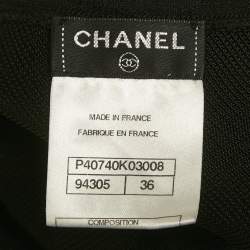 CHANEL
MADE IN FRANCE
FABRIQUE EN FRANCE
P40740K03008
94305 36
COMPOSITION